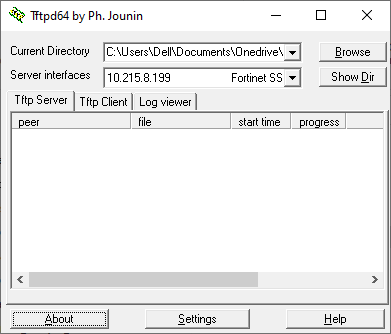 Tftpd64 by Ph. Jounin
Current Directory C:\Users\Dell\Documents\Onedrive\ Browse
Server interfaces 10.215.8.199 Fortinet SS Show Dir
Tftp Server Tftp Client Log viewer
peer file start time progress
About Settings Help